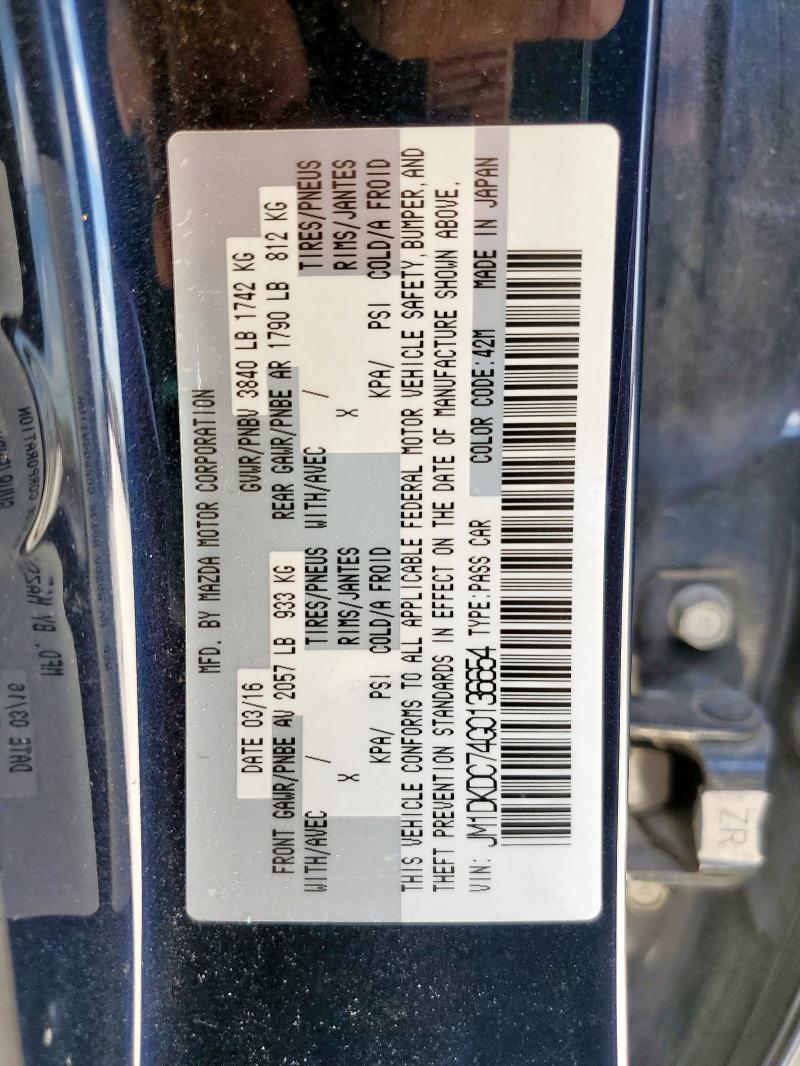 MFD. BY MAZDA MOTOR CORPORATION
DATE 03/16 GVWR/PNBV 3840 LB 1742 KG
FRONT GAWR/PNBE AV 2057 LB 933 KG REAR GAWR/PNBE AR 1790 LB 812 KG
WITH/AVEC / TIRES/PNEUS WITH/AVEC / TIRES/PNEUS
X RIMS/JANTES X RIMS/JANTES
KPA/ PSI COLD/A FROID KPA/ PSI COLD/A FROID
THIS VEHICLE CONFORMS TO ALL APPLICABLE FEDERAL MOTOR VEHICLE SAFETY, BUMPER, AND
THEFT PREVENTION STANDARDS IN EFFECT ON THE DATE OF MANUFACTURE SHOWN ABOVE.
VIN: JM1DKDC74G0136654 TYPE:PASS CAR COLOR CODE:42M MADE IN JAPAN
ZR